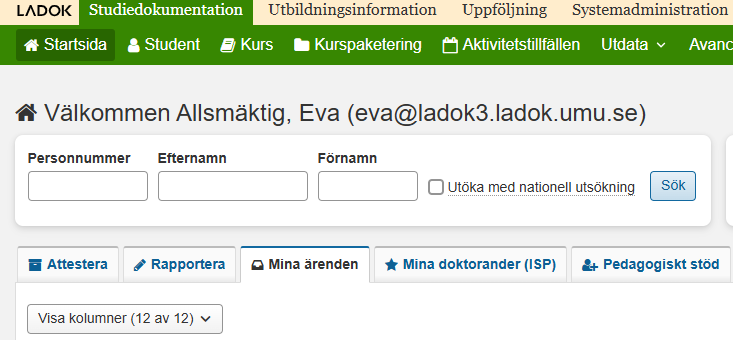 LADOK Studiedokumentation Utbildningsinformation Uppföljning Systemadministration
Startsida Student Kurs Kurspaketering Aktivitetstillfällen Utdata Avanc
Välkommen Allsmäktig, Eva (eva@ladok3.ladok.umu.se)
Personnummer Efternamn Förnamn
Utöka med nationell utsökning Sök
Attestera Rapportera Mina ärenden Mina doktorander (ISP) Pedagogiskt stöd
Visa kolumner (12 av 12)